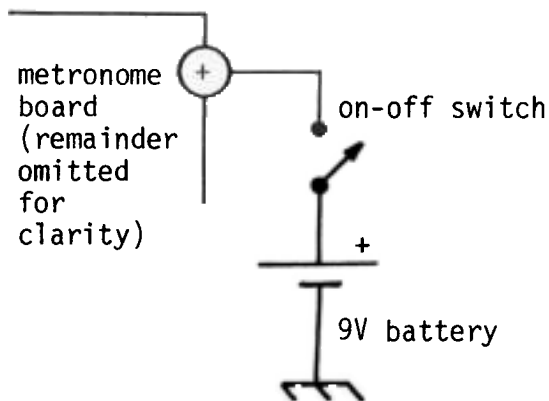 +
metronome
board
(remainder
omitted
for
clarity)
on-off switch
+
9V battery